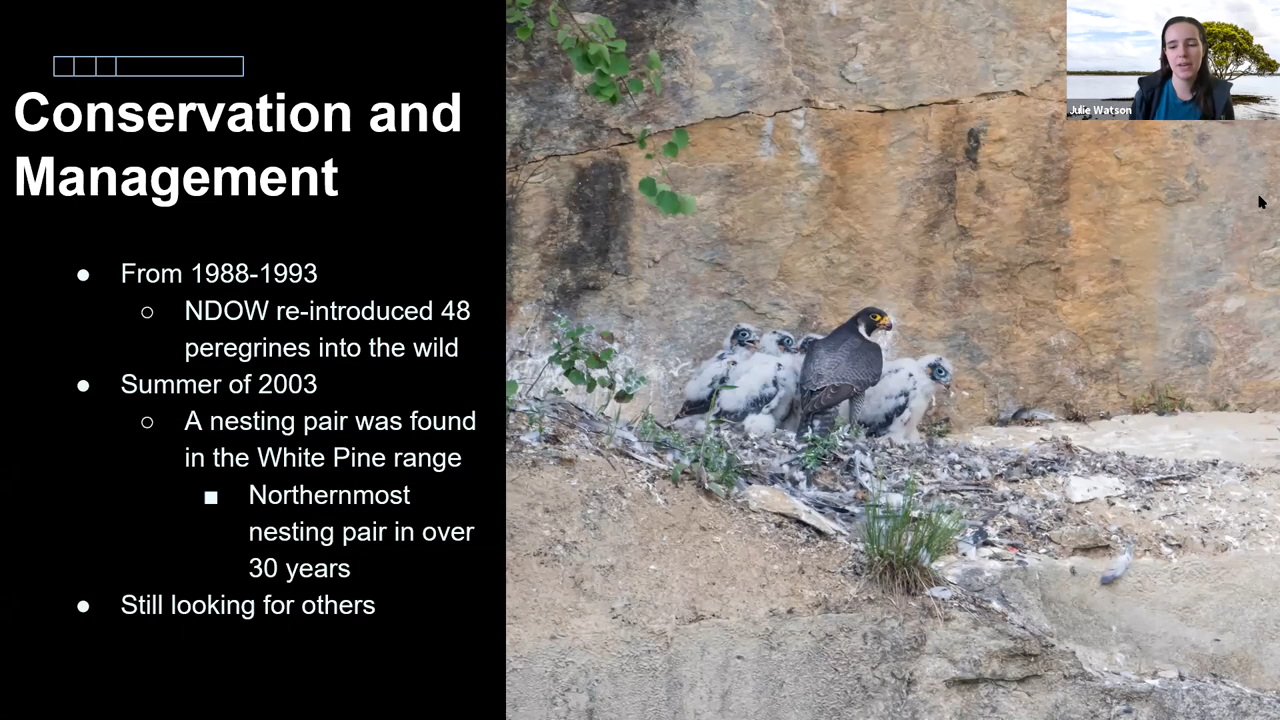 Conservation and
Management
● From 1988-1993
○ NDOW re-introduced 48
peregrines into the wild
● Summer of 2003
○ A nesting pair was found
in the White Pine range
■ Northernmost
nesting pair in over
30 years
● Still looking for others
Julie Watson